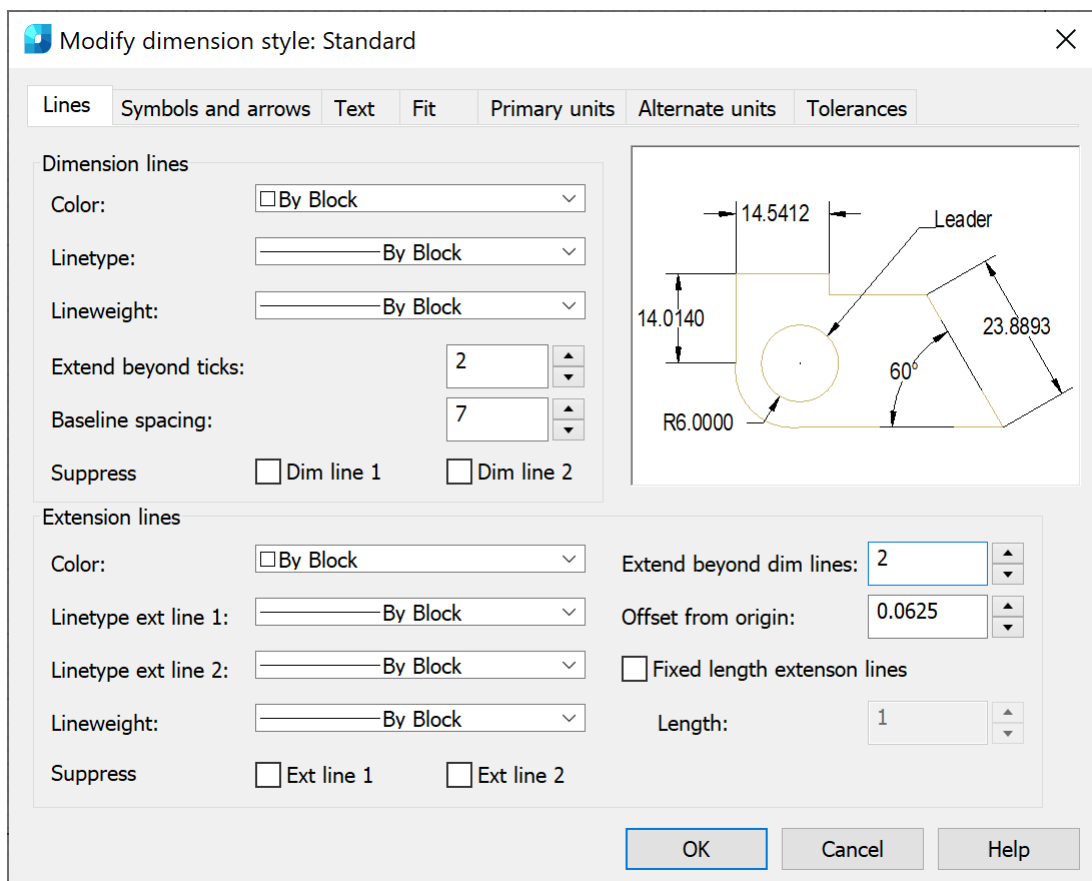 Modify dimension style: Standard
Lines Symbols and arrows Text Fit Primary units Alternate units Tolerances
Dimension lines
Color: By Block
Linetype: By Block
Lineweight: By Block
Extend beyond ticks: 2
Baseline spacing: 7
Suppress Dim line 1 Dim line 2
14.5412
Leader
14.0140
23.8893
60°
R6.0000
Extension lines
Color: By Block
Linetype ext line 1: By Block
Linetype ext line 2: By Block
Lineweight: By Block
Suppress Ext line 1 Ext line 2
Extend beyond dim lines: 2
Offset from origin: 0.0625
Fixed length extenson lines
Length: 1
OK Cancel Help